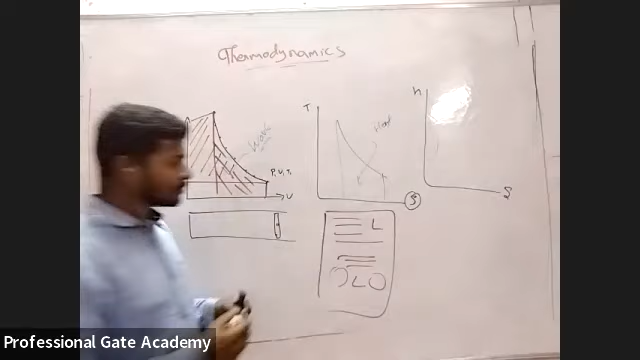 Thermodynamics
T
h
work
P, V, T,
Heat
V
S
S
L
Professional Gate Academy